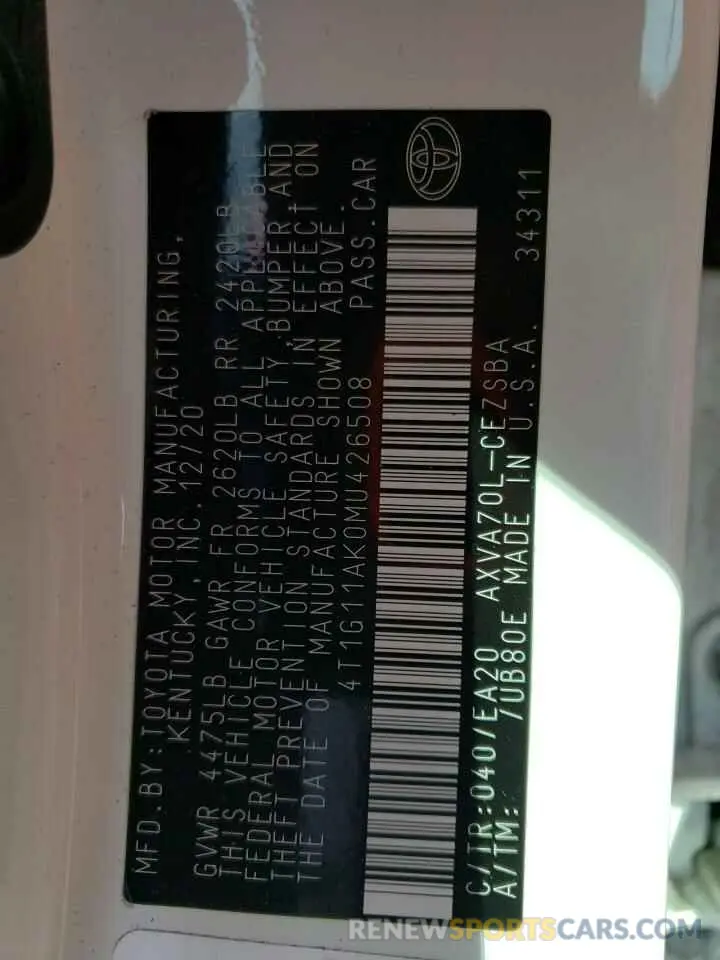 MFD.BY:TOYOTA MOTOR MANUFACTURING,
KENTUCKY,INC.12/20
GVWR 4475LB GAWR FR 2620LB RR 2420LB
THIS VEHICLE CONFORMS TO ALL APPLICABLE
FEDERAL MOTOR VEHICLE SAFETY,BUMPER,AND
THEFT PREVENTION STANDARDS IN EFFECT ON
THE DATE OF MANUFACTURE SHOWN ABOVE.
4T1G11AK0MU426508 PASS.CAR
C/TR:040/EA20 AXVA70L-CEZSBA
A/TM: /UB80E MADE IN U.S.A. 34311
RENEWSPORTSCARS.COM